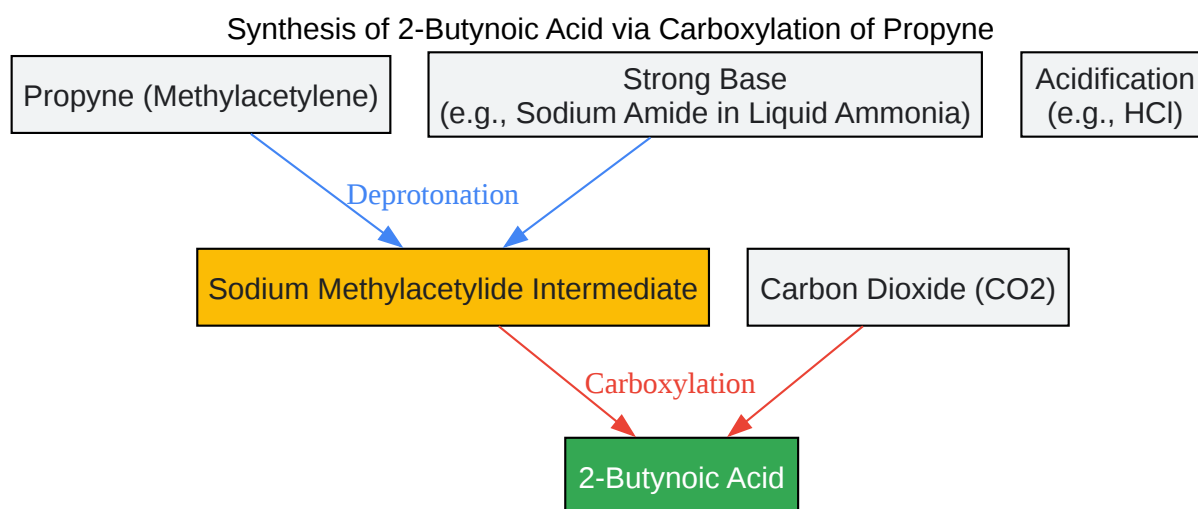 Synthesis of 2-Butynoic Acid via Carboxylation of Propyne
Propyne (Methylacetylene)
Strong Base
(e.g., Sodium Amide in Liquid Ammonia)
Acidification
(e.g., HCl)
Deprotonation
Sodium Methylacetylide Intermediate
Carbon Dioxide (CO2)
Carboxylation
2-Butynoic Acid